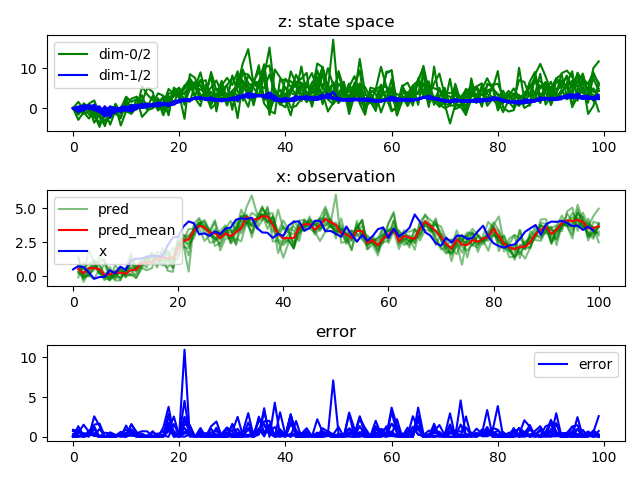 z: state space
dim-0/2
dim-1/2
10
0
0 20 40 60 80 100
x: observation
pred
pred_mean
x
5.0
2.5
0.0
0 20 40 60 80 100
error
error
10
5
0
0 20 40 60 80 100